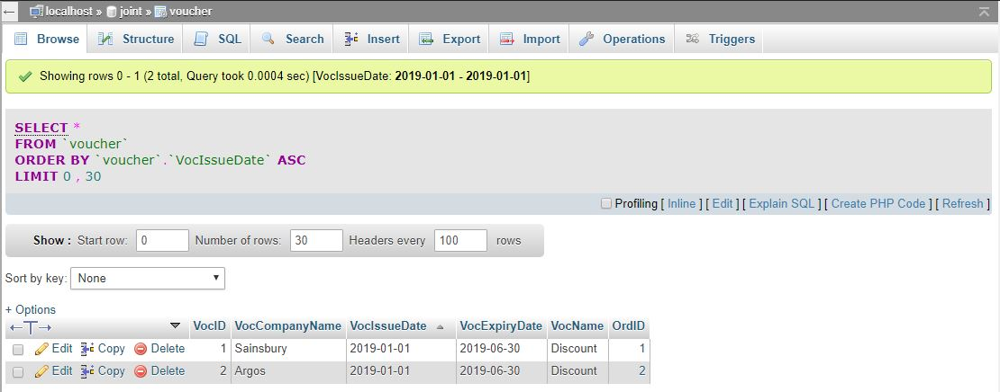 localhost » joint » voucher
Browse Structure SQL Search Insert Export Import Operations Triggers
Showing rows 0 - 1 (2 total, Query took 0.0004 sec) [VocIssueDate: 2019-01-01 - 2019-01-01]
SELECT *
FROM `voucher`
ORDER BY `voucher`.`VocIssueDate` ASC
LIMIT 0 , 30
Profiling [ Inline ] [ Edit ] [ Explain SQL ] [ Create PHP Code ] [ Refresh ]
Show : Start row: 0 Number of rows: 30 Headers every 100 rows
Sort by key: None
+ Options
←T→ VocID VocCompanyName VocIssueDate VocExpiryDate VocName OrdID
Edit Copy Delete 1 Sainsbury 2019-01-01 2019-06-30 Discount 1
Edit Copy Delete 2 Argos 2019-01-01 2019-06-30 Discount 2